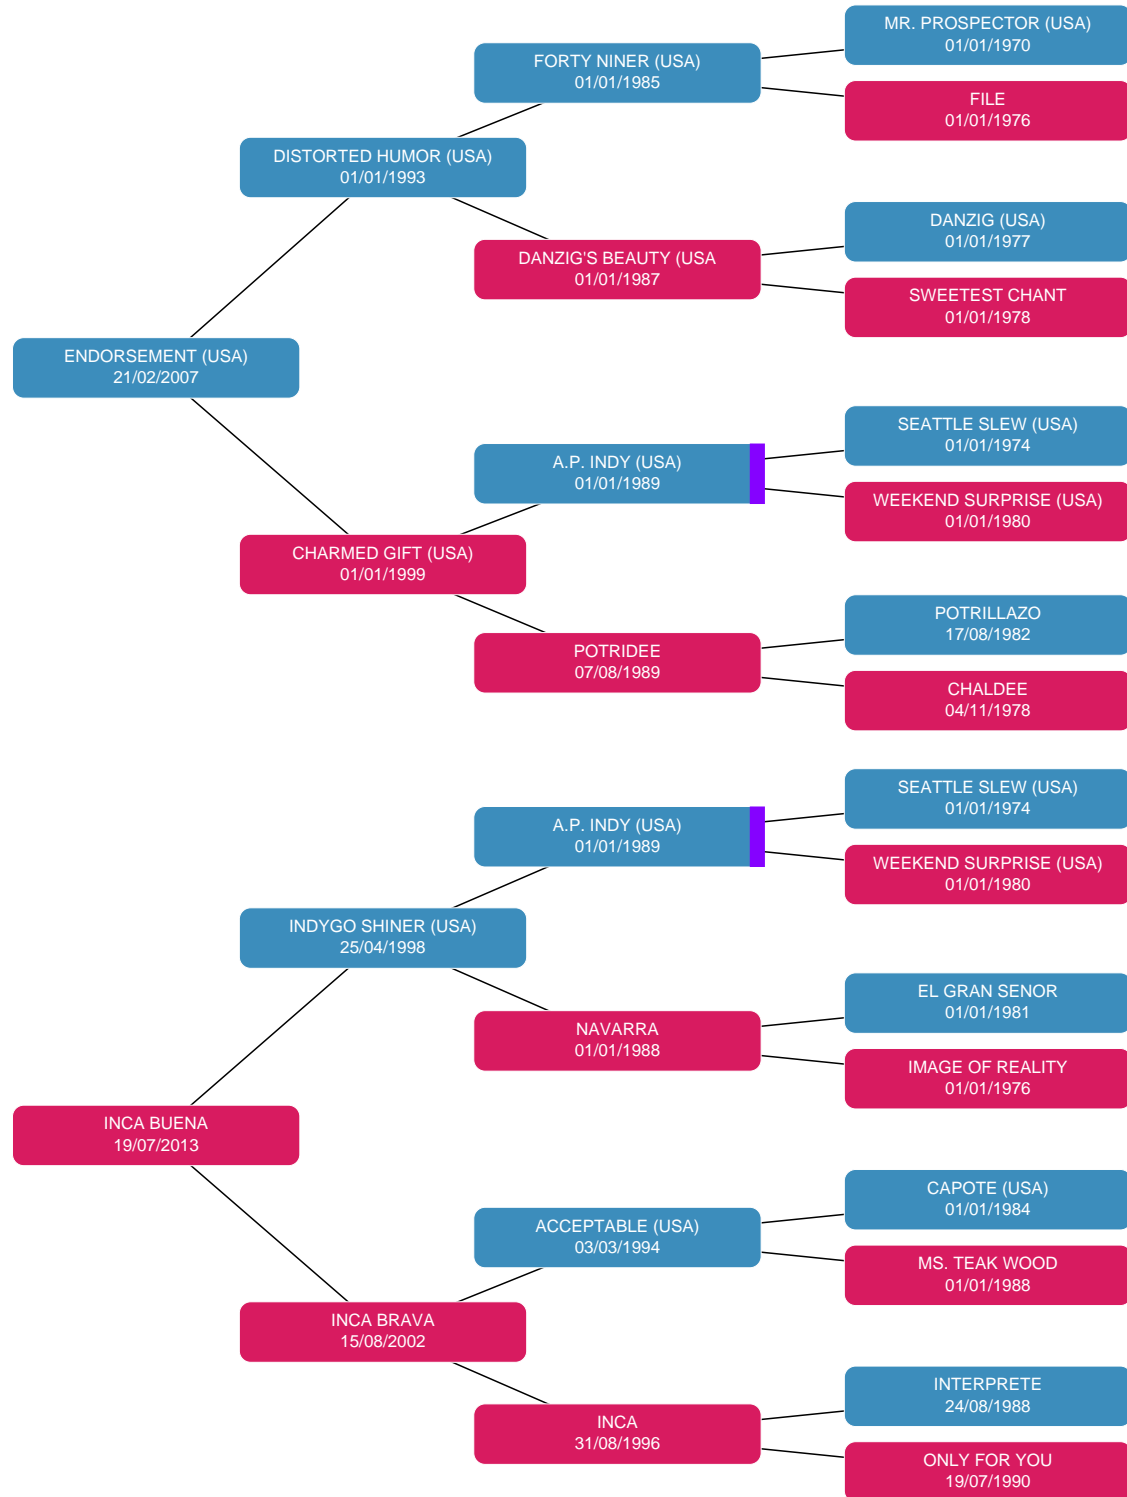 MR. PROSPECTOR (USA)
01/01/1970
FORTY NINER (USA)
01/01/1985
FILE
01/01/1976
DISTORTED HUMOR (USA)
01/01/1993
DANZIG (USA)
01/01/1977
DANZIG'S BEAUTY (USA
01/01/1987
SWEETEST CHANT
01/01/1978
ENDORSEMENT (USA)
21/02/2007
SEATTLE SLEW (USA)
01/01/1974
A.P. INDY (USA)
01/01/1989
WEEKEND SURPRISE (USA)
01/01/1980
CHARMED GIFT (USA)
01/01/1999
POTRILLAZO
17/08/1982
POTRIDEE
07/08/1989
CHALDEE
04/11/1978
SEATTLE SLEW (USA)
01/01/1974
A.P. INDY (USA)
01/01/1989
WEEKEND SURPRISE (USA)
01/01/1980
INDYGO SHINER (USA)
25/04/1998
EL GRAN SENOR
01/01/1981
NAVARRA
01/01/1988
IMAGE OF REALITY
01/01/1976
INCA BUENA
19/07/2013
CAPOTE (USA)
01/01/1984
ACCEPTABLE (USA)
03/03/1994
MS. TEAK WOOD
01/01/1988
INCA BRAVA
15/08/2002
INTERPRETE
24/08/1988
INCA
31/08/1996
ONLY FOR YOU
19/07/1990